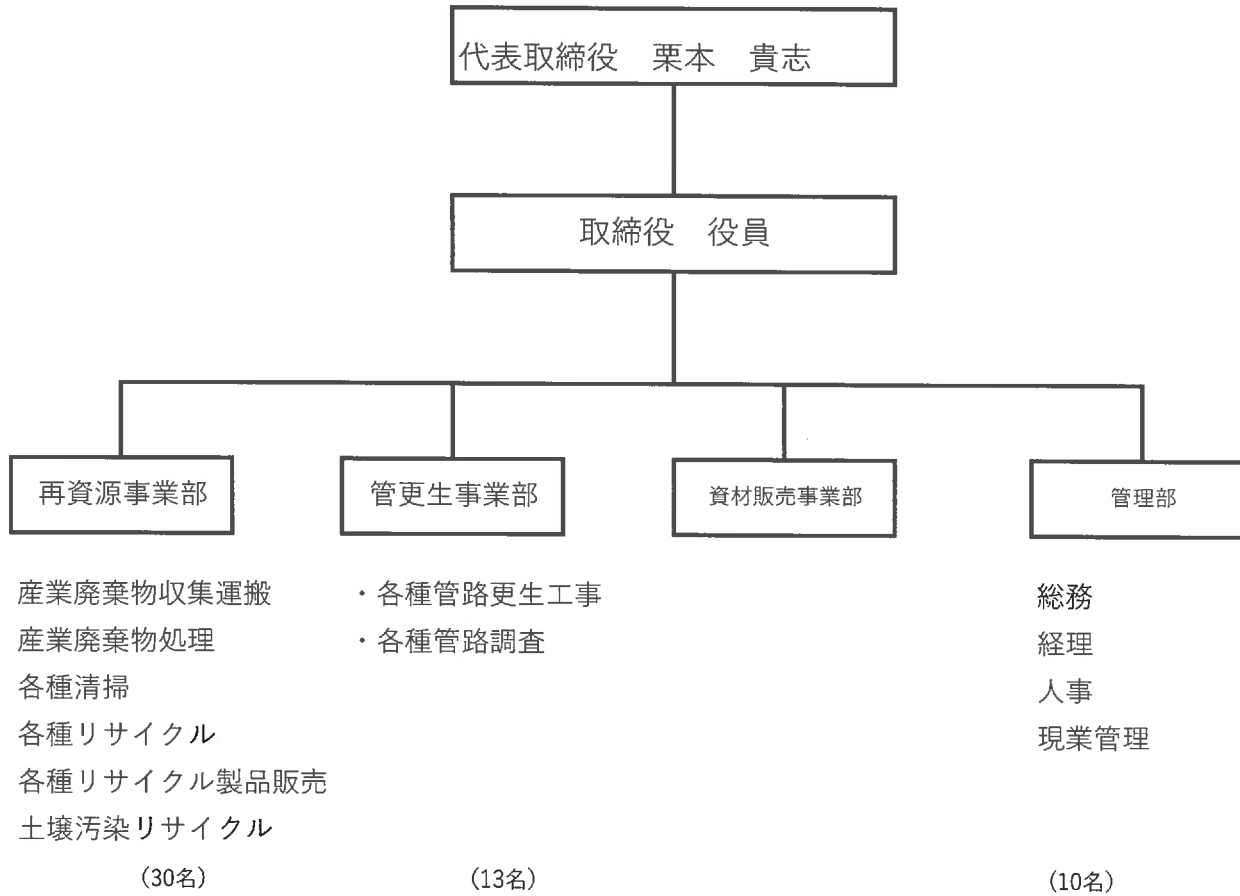 代表取締役　栗本　貴志
取締役　役員
再資源事業部
管更生事業部
資材販売事業部
管理部
産業廃棄物収集運搬
産業廃棄物処理
各種清掃
各種リサイクル
各種リサイクル製品販売
土壌汚染リサイクル
(30名)
・各種管路更生工事
・各種管路調査
(13名)
総務
経理
人事
現業管理
(10名)